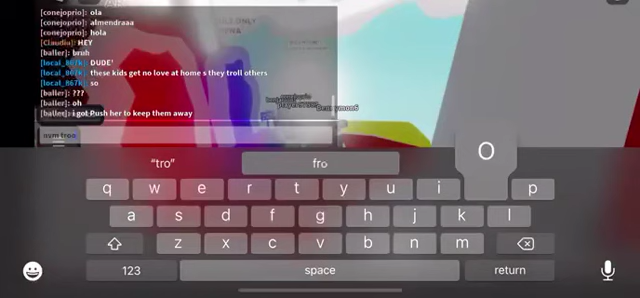 [conejoprio]: ola
[conejoprio]: almendraaa
[conejoprio]: hola
[Claudia]: HEY
[baller]: bruh
[local_867k]: DUDE'
[local_867k]: these kids get no love at home s they troll others
[local_867k]: so
[baller]: ???
[baller]: oh
[baller]: i got Push her to keep them away
“tro”
fro
O
q w e r t y u i p
a s d f g h j k l
z x c v b n m
123 space return